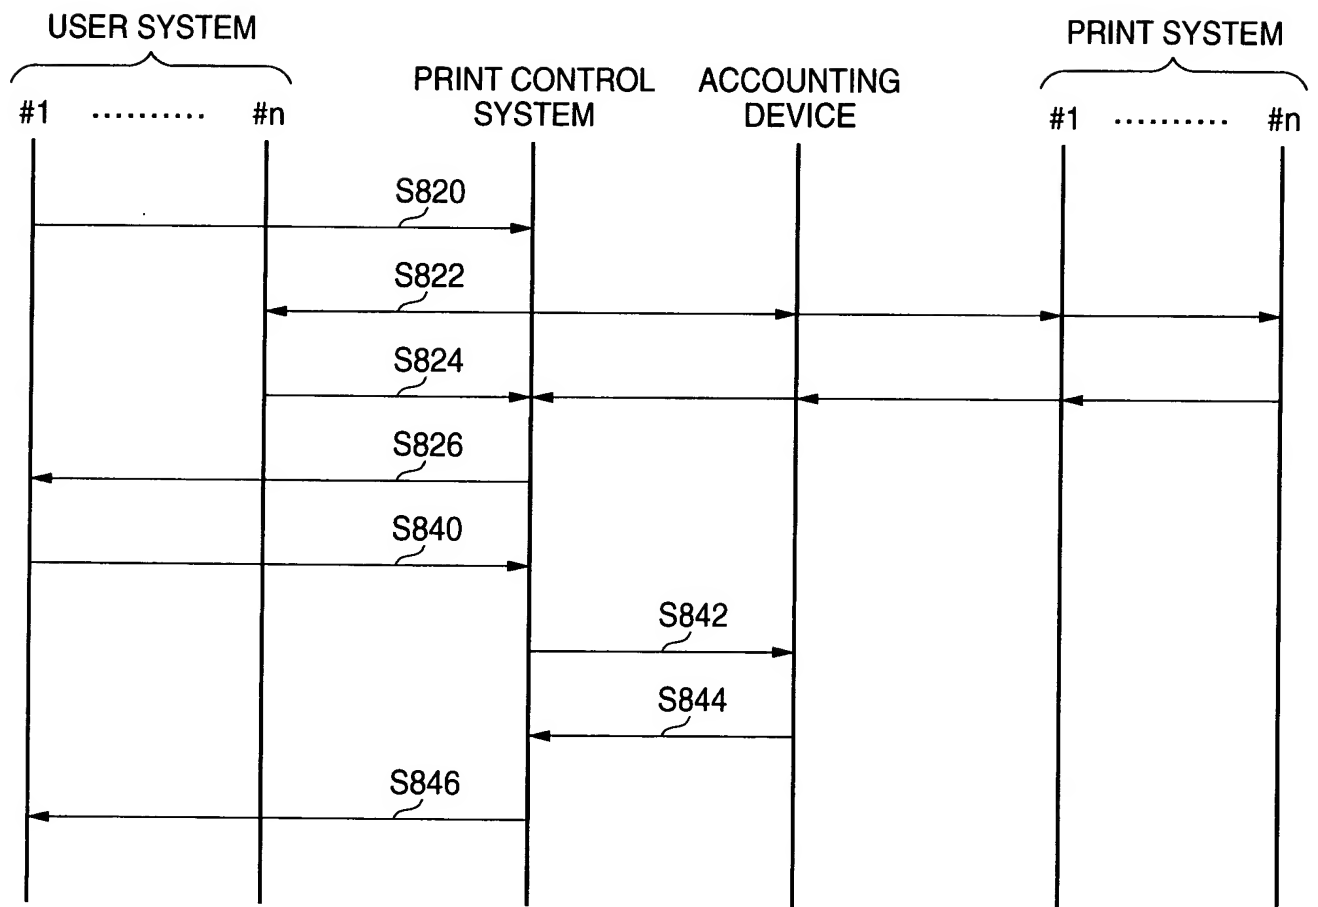 USER SYSTEM
PRINT SYSTEM
PRINT CONTROL
SYSTEM
ACCOUNTING
DEVICE
#1 .......... #n
#1 .......... #n
S820
S822
S824
S826
S840
S842
S844
S846